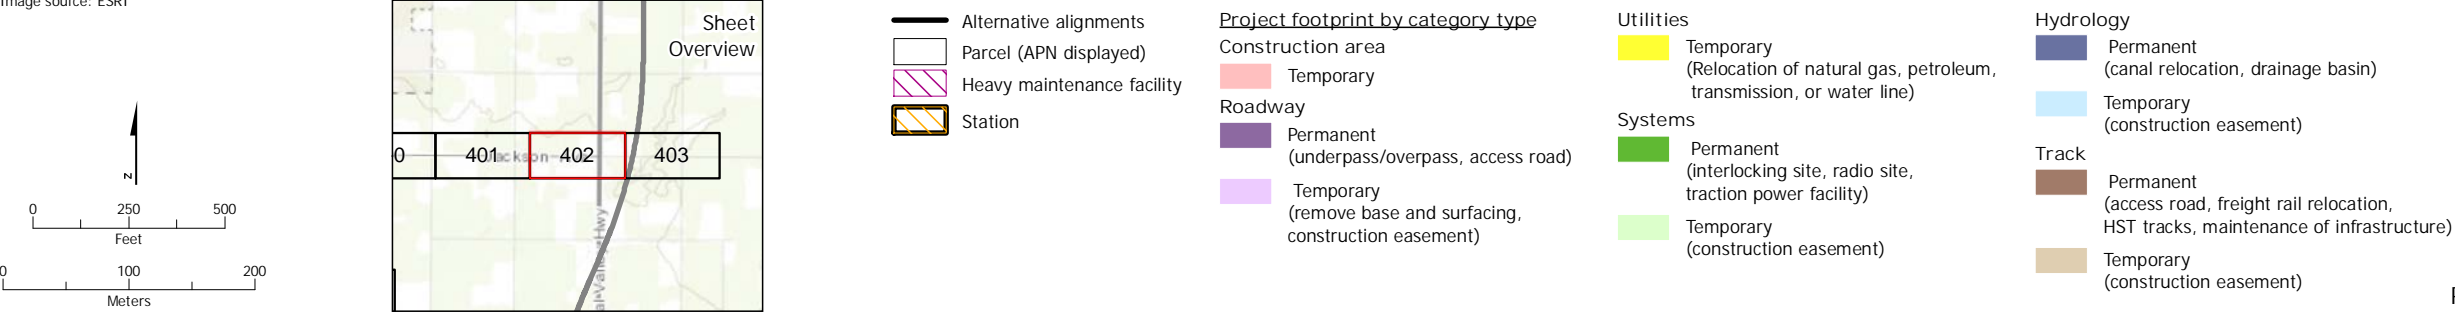 Image source: ESRI
N
0 250 500
Feet
0 100 200
Meters
Sheet
Overview
0 401 402 403
Jackson
al Valley Hwy
Alternative alignments
Parcel (APN displayed)
Heavy maintenance facility
Station
Project footprint by category type
Construction area
Temporary
Roadway
Permanent
(underpass/overpass, access road)
Temporary
(remove base and surfacing,
construction easement)
Utilities
Temporary
(Relocation of natural gas, petroleum,
transmission, or water line)
Systems
Permanent
(interlocking site, radio site,
traction power facility)
Temporary
(construction easement)
Hydrology
Permanent
(canal relocation, drainage basin)
Temporary
(construction easement)
Track
Permanent
(access road, freight rail relocation,
HST tracks, maintenance of infrastructure)
Temporary
(construction easement)